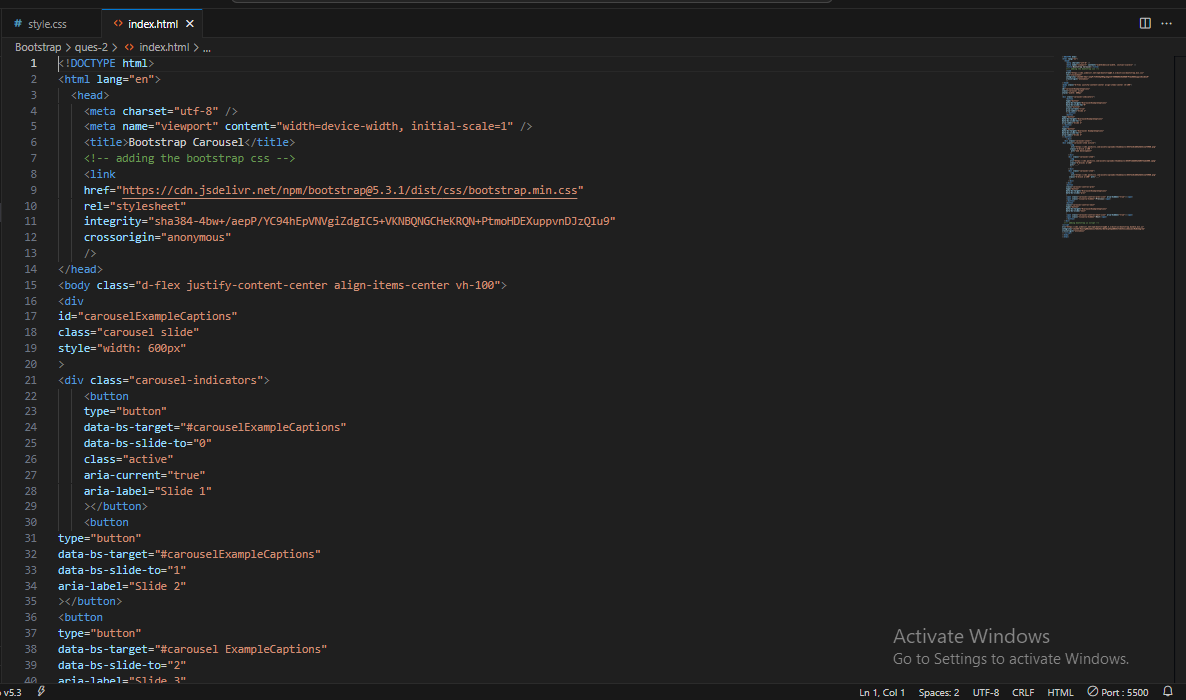 # style.css <> index.html ×
Bootstrap > ques-2 > <> index.html > ...
1 <!DOCTYPE html>
2 <html lang="en">
3 <head>
4 <meta charset="utf-8" />
5 <meta name="viewport" content="width=device-width, initial-scale=1" />
6 <title>Bootstrap Carousel</title>
7 <!-- adding the bootstrap css -->
8 <link
9 href="https://cdn.jsdelivr.net/npm/bootstrap@5.3.1/dist/css/bootstrap.min.css"
10 rel="stylesheet"
11 integrity="sha384-4bw+/aepP/YC94hEpVNVgiZdgIC5+VKNBQNGCHeKRQN+PtmoHDEXuppvnDJzQIu9"
12 crossorigin="anonymous"
13 />
14 </head>
15 <body class="d-flex justify-content-center align-items-center vh-100">
16 <div
17 id="carouselExampleCaptions"
18 class="carousel slide"
19 style="width: 600px"
20 >
21 <div class="carousel-indicators">
22 <button
23 type="button"
24 data-bs-target="#carouselExampleCaptions"
25 data-bs-slide-to="0"
26 class="active"
27 aria-current="true"
28 aria-label="Slide 1"
29 ></button>
30 <button
31 type="button"
32 data-bs-target="#carouselExampleCaptions"
33 data-bs-slide-to="1"
34 aria-label="Slide 2"
35 ></button>
36 <button
37 type="button"
38 data-bs-target="#carousel ExampleCaptions"
39 data-bs-slide-to="2"
40 aria-label="Slide 3"
Activate Windows
Go to Settings to activate Windows.
v5.3 Ln 1, Col 1 Spaces: 2 UTF-8 CRLF HTML Port : 5500